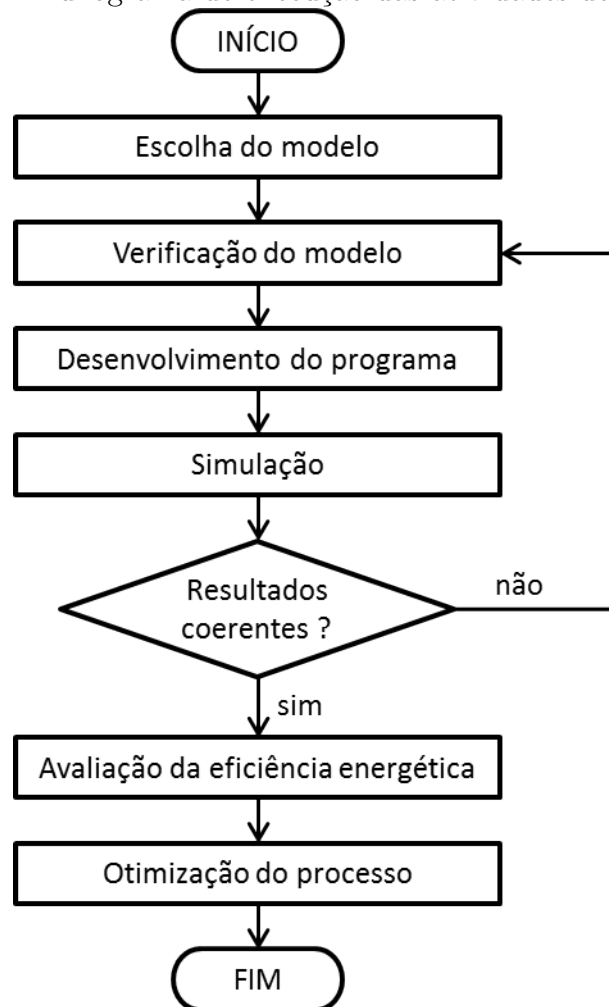 INÍCIO
Escolha do modelo
Verificação do modelo
Desenvolvimento do programa
Simulação
Resultados
coerentes ?
não
sim
Avaliação da eficiência energética
Otimização do processo
FIM